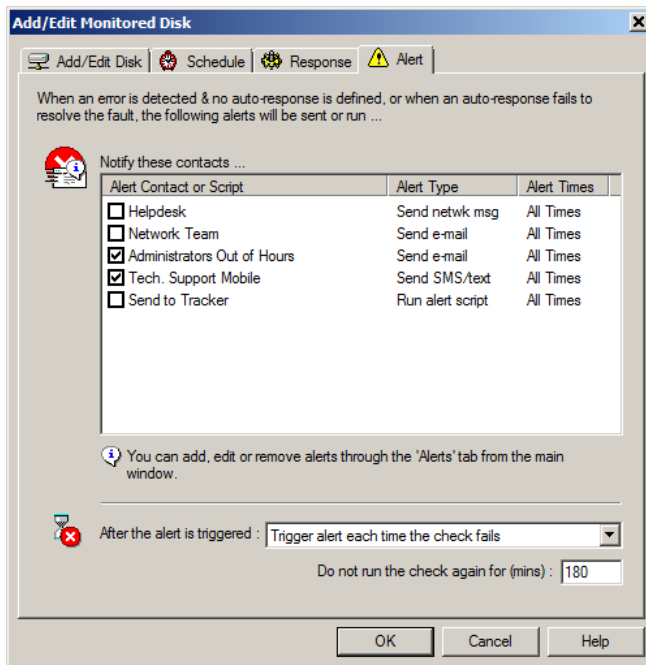 Add/Edit Monitored Disk
Add/Edit Disk Schedule Response Alert
When an error is detected & no auto-response is defined, or when an auto-response fails to
resolve the fault, the following alerts will be sent or run ...
Notify these contacts ...
Alert Contact or Script Alert Type Alert Times
Helpdesk Send netwk msg All Times
Network Team Send e-mail All Times
Administrators Out of Hours Send e-mail All Times
Tech. Support Mobile Send SMS/text All Times
Send to Tracker Run alert script All Times
You can add, edit or remove alerts through the 'Alerts' tab from the main
window.
After the alert is triggered : Trigger alert each time the check fails
Do not run the check again for (mins) : 180
OK Cancel Help